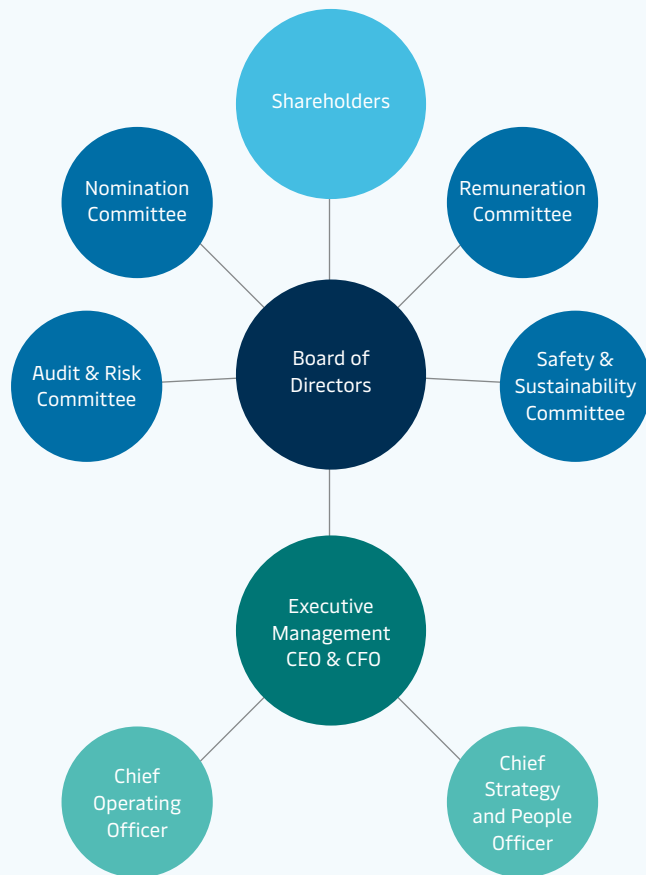 Shareholders
Nomination
Committee
Remuneration
Committee
Audit & Risk
Committee
Board of
Directors
Safety &
Sustainability
Committee
Executive
Management
CEO & CFO
Chief
Operating
Officer
Chief
Strategy
and People
Officer